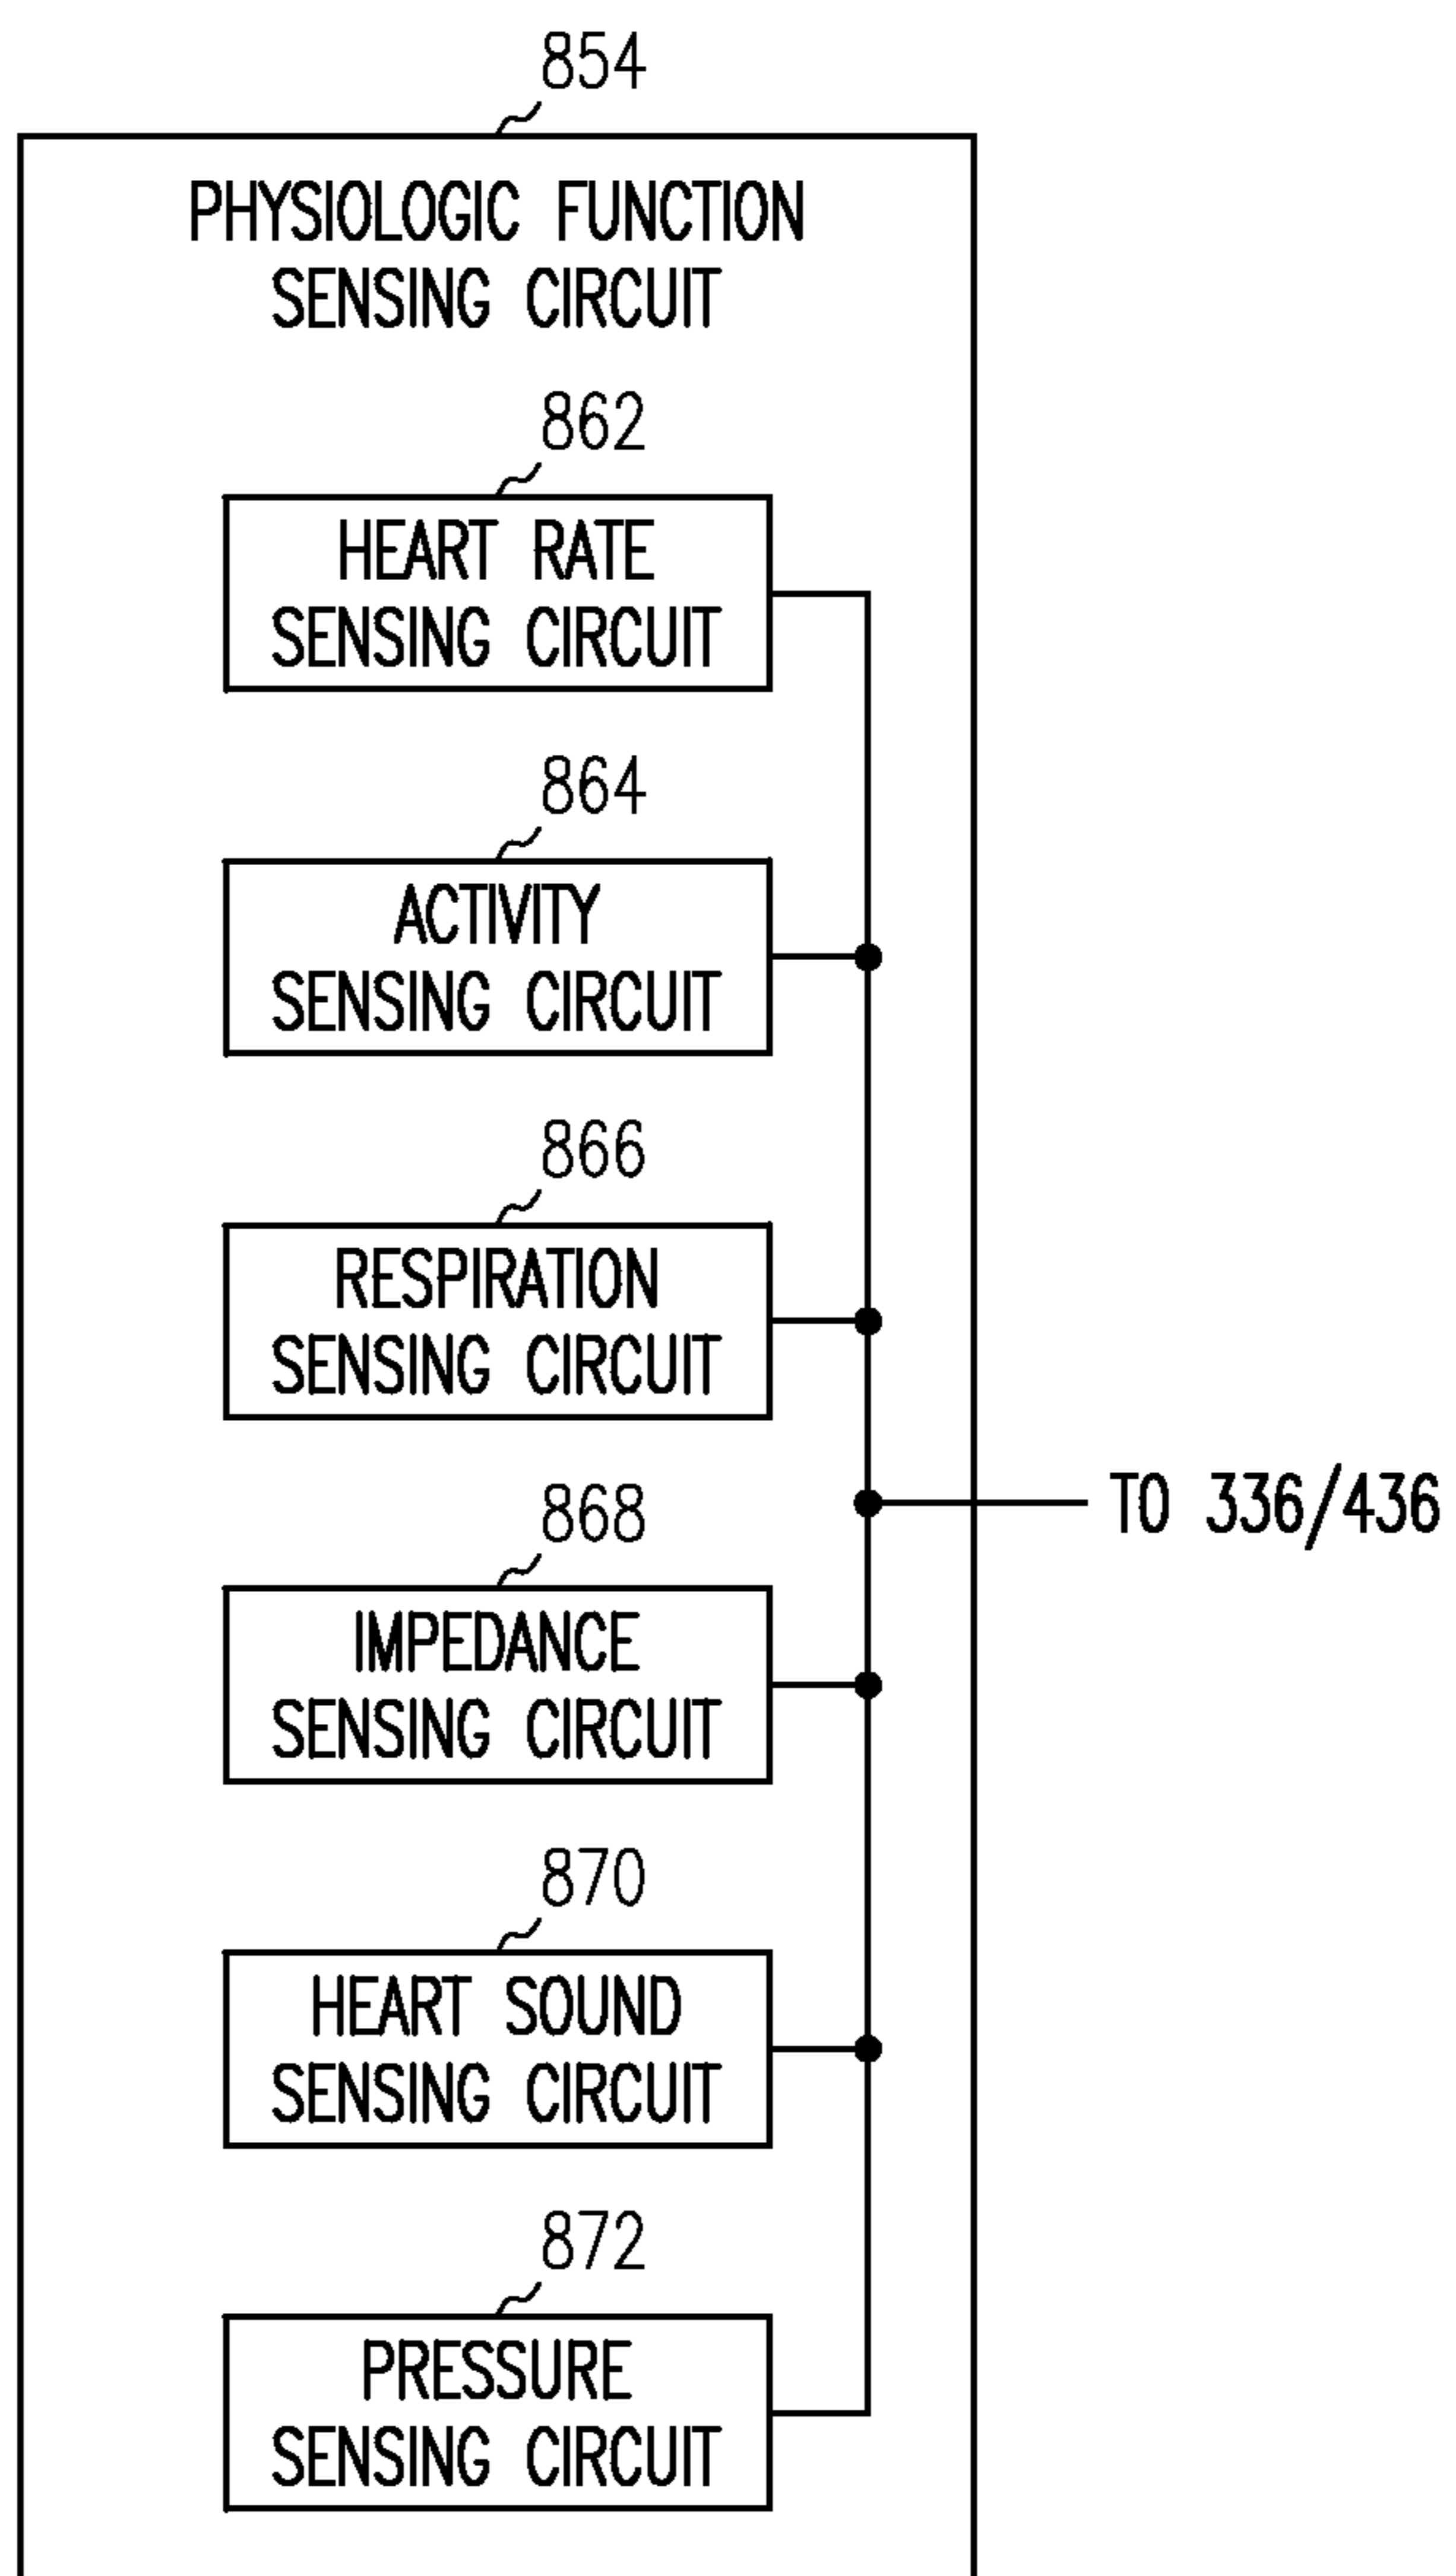 854
PHYSIOLOGIC FUNCTION
SENSING CIRCUIT
862
HEART RATE
SENSING CIRCUIT
864
ACTIVITY
SENSING CIRCUIT
866
RESPIRATION
SENSING CIRCUIT
TO 336/436
868
IMPEDANCE
SENSING CIRCUIT
870
HEART SOUND
SENSING CIRCUIT
872
PRESSURE
SENSING CIRCUIT